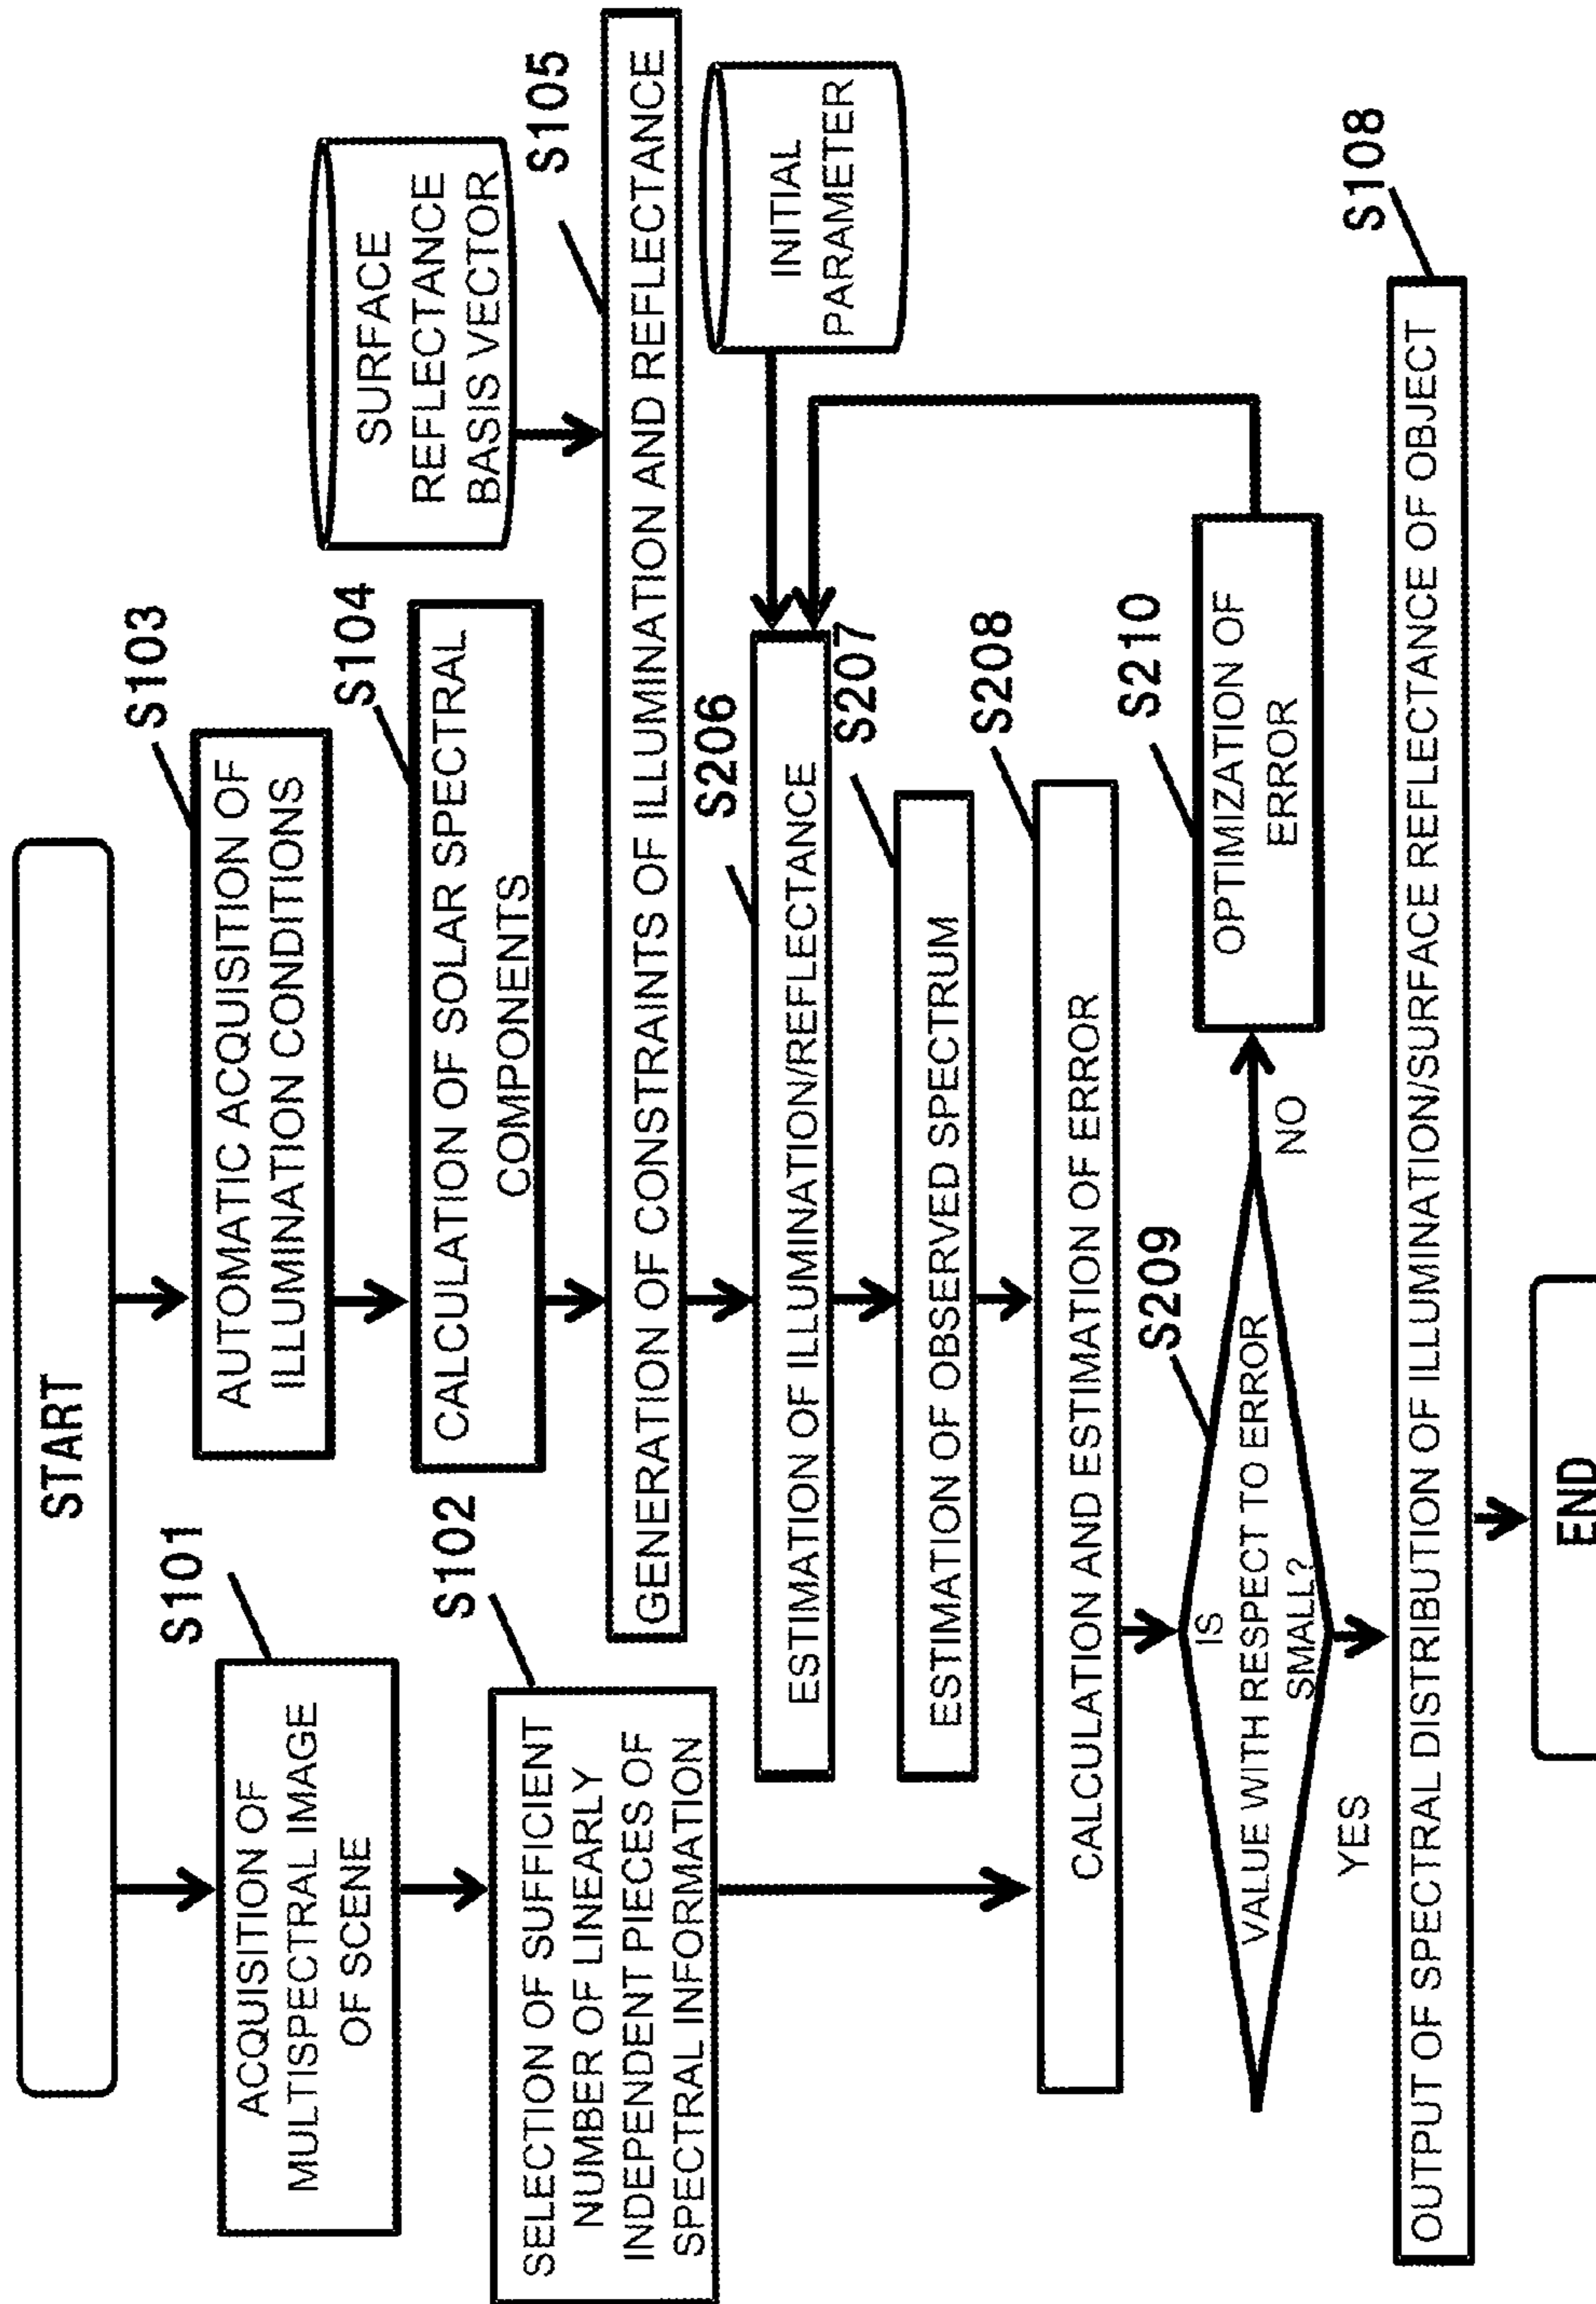 START
S101
ACQUISITION OF
MULTISPECTRAL IMAGE
OF SCENE
S102
SELECTION OF SUFFICIENT
NUMBER OF LINEARLY
INDEPENDENT PIECES OF
SPECTRAL INFORMATION
S103
AUTOMATIC ACQUISITION OF
ILLUMINATION CONDITIONS
S104
CALCULATION OF SOLAR SPECTRAL
COMPONENTS
SURFACE
REFLECTANCE
BASIS VECTOR
S105
GENERATION OF CONSTRAINTS OF ILLUMINATION AND REFLECTANCE
INITIAL
PARAMETER
S206
ESTIMATION OF ILLUMINATION/REFLECTANCE
S207
ESTIMATION OF OBSERVED SPECTRUM
S208
CALCULATION AND ESTIMATION OF ERROR
S209
IS
VALUE WITH RESPECT TO ERROR
SMALL?
NO
S210
OPTIMIZATION OF
ERROR
YES
S108
OUTPUT OF SPECTRAL DISTRIBUTION OF ILLUMINATION/SURFACE REFLECTANCE OF OBJECT
END